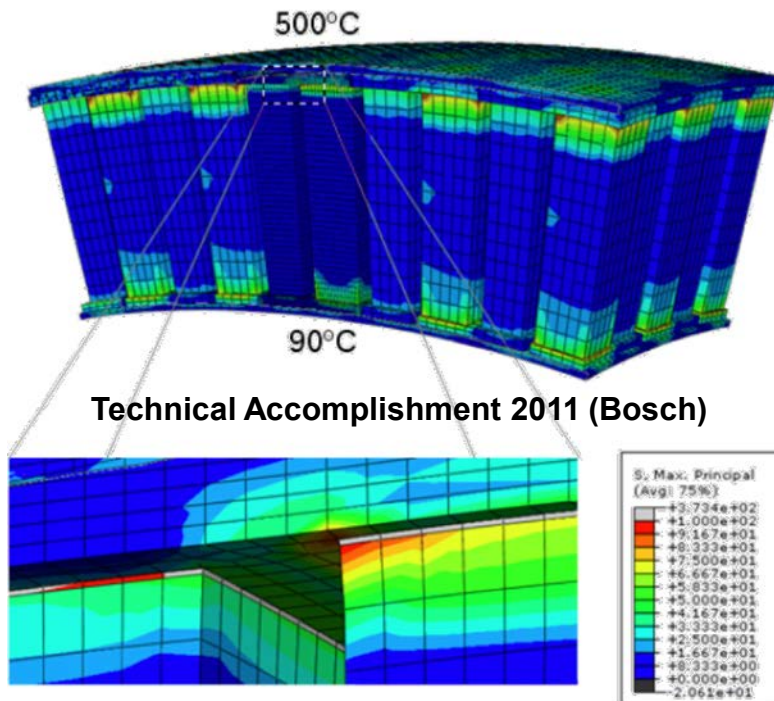 500°C
90°C
Technical Accomplishment 2011 (Bosch)
S, Max. Principal
(Avg: 75%)
+3.734e+02
+1.000e+02
+9.167e+01
+8.333e+01
+7.500e+01
+6.667e+01
+5.833e+01
+5.000e+01
+4.167e+01
+3.333e+01
+2.500e+01
+1.667e+01
+8.333e+00
+0.000e+00
-2.061e+01